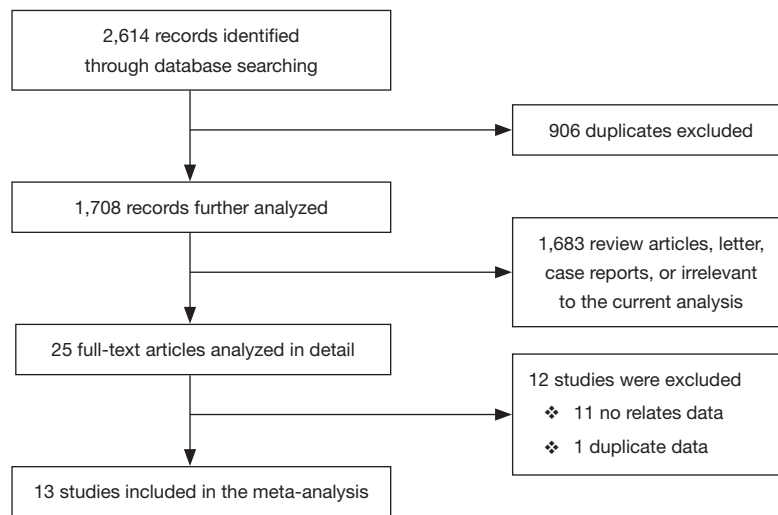 2,614 records identified
through database searching
906 duplicates excluded
1,708 records further analyzed
1,683 review articles, letter,
case reports, or irrelevant
to the current analysis
25 full-text articles analyzed in detail
12 studies were excluded
❖ 11 no relates data
❖ 1 duplicate data
13 studies included in the meta-analysis